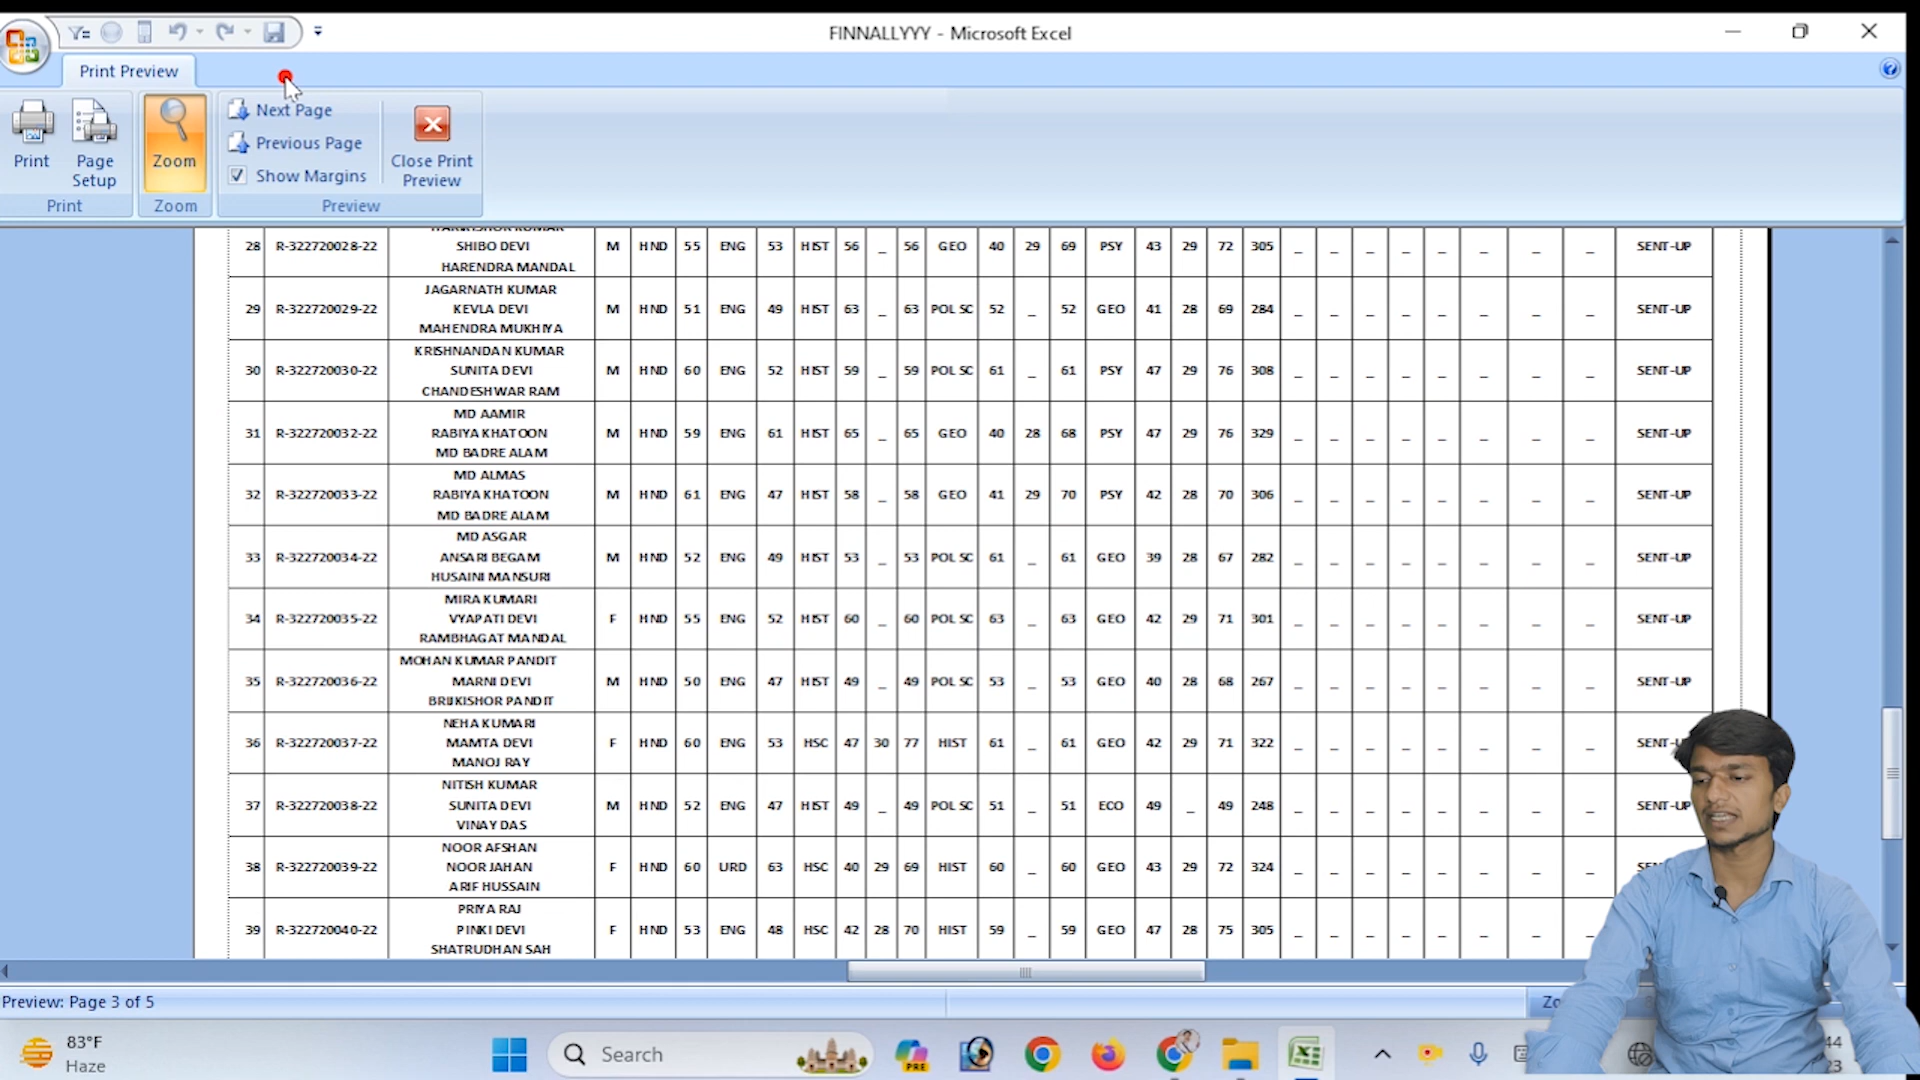 FINNALLYYY - Microsoft Excel
Print Preview
Print
Page Setup
Zoom
Next Page
Previous Page
Show Margins
Close Print Preview
Print
Zoom
Preview
28 R-322720028-22 SHIBO DEVI M HND 55 ENG 53 HIST 56 _ 56 GEO 40 29 69 PSY 43 29 72 305 _ _ _ _ _ _ _ _ SENT-UP
HARENDRA MANDAL
JAGARNATH KUMAR
29 R-322720029-22 KEVLA DEVI M HND 51 ENG 49 HIST 63 _ 63 POL SC 52 _ 52 GEO 41 28 69 284 _ _ _ _ _ _ _ _ SENT-UP
MAHENDRA MUKHIYA
KRISHNANDAN KUMAR
30 R-322720030-22 SUNITA DEVI M HND 60 ENG 52 HIST 59 _ 59 POL SC 61 _ 61 PSY 47 29 76 308 _ _ _ _ _ _ _ _ SENT-UP
CHANDESHWAR RAM
MD AAMIR
31 R-322720032-22 RABIYA KHATOON M HND 59 ENG 61 HIST 65 _ 65 GEO 40 28 68 PSY 47 29 76 329 _ _ _ _ _ _ _ _ SENT-UP
MD BADRE ALAM
MD ALMAS
32 R-322720033-22 RABIYA KHATOON M HND 61 ENG 47 HIST 58 _ 58 GEO 41 29 70 PSY 42 28 70 306 _ _ _ _ _ _ _ _ SENT-UP
MD BADRE ALAM
MD ASGAR
33 R-322720034-22 ANSARI BEGAM M HND 52 ENG 49 HIST 53 _ 53 POL SC 61 _ 61 GEO 39 28 67 282 _ _ _ _ _ _ _ _ SENT-UP
HUSAINI MANSURI
MIRA KUMARI
34 R-322720035-22 VYAPATI DEVI F HND 55 ENG 52 HIST 60 _ 60 POL SC 63 _ 63 GEO 42 29 71 301 _ _ _ _ _ _ _ _ SENT-UP
RAMBHAGAT MANDAL
MOHAN KUMAR PANDIT
35 R-322720036-22 MARNI DEVI M HND 50 ENG 47 HIST 49 _ 49 POL SC 53 _ 53 GEO 40 28 68 267 _ _ _ _ _ _ _ _ SENT-UP
BRIJKISHOR PANDIT
NEHA KUMARI
36 R-322720037-22 MAMTA DEVI F HND 60 ENG 53 HSC 47 30 77 HIST 61 _ 61 GEO 42 29 71 322 _ _ _ _ _ _ _ _
MANOJ RAY
NITISH KUMAR
37 R-322720038-22 SUNITA DEVI M HND 52 ENG 47 HIST 49 _ 49 POL SC 51 _ 51 ECO 49 _ 49 248 _ _ _ _ _ _ _ _ SENT-UP
VINAY DAS
NOOR AFSHAN
38 R-322720039-22 NOOR JAHAN F HND 60 URD 63 HSC 40 29 69 HIST 60 _ 60 GEO 43 29 72 324 _ _ _ _ _ _ _ _
ARIF HUSSAIN
PRIYA RAJ
39 R-322720040-22 PINKI DEVI F HND 53 ENG 48 HSC 42 28 70 HIST 59 _ 59 GEO 47 28 75 305 _ _ _ _ _ _ _ _
SHATRUDHAN SAH
Preview: Page 3 of 5
83°F
Haze
Search
PRE